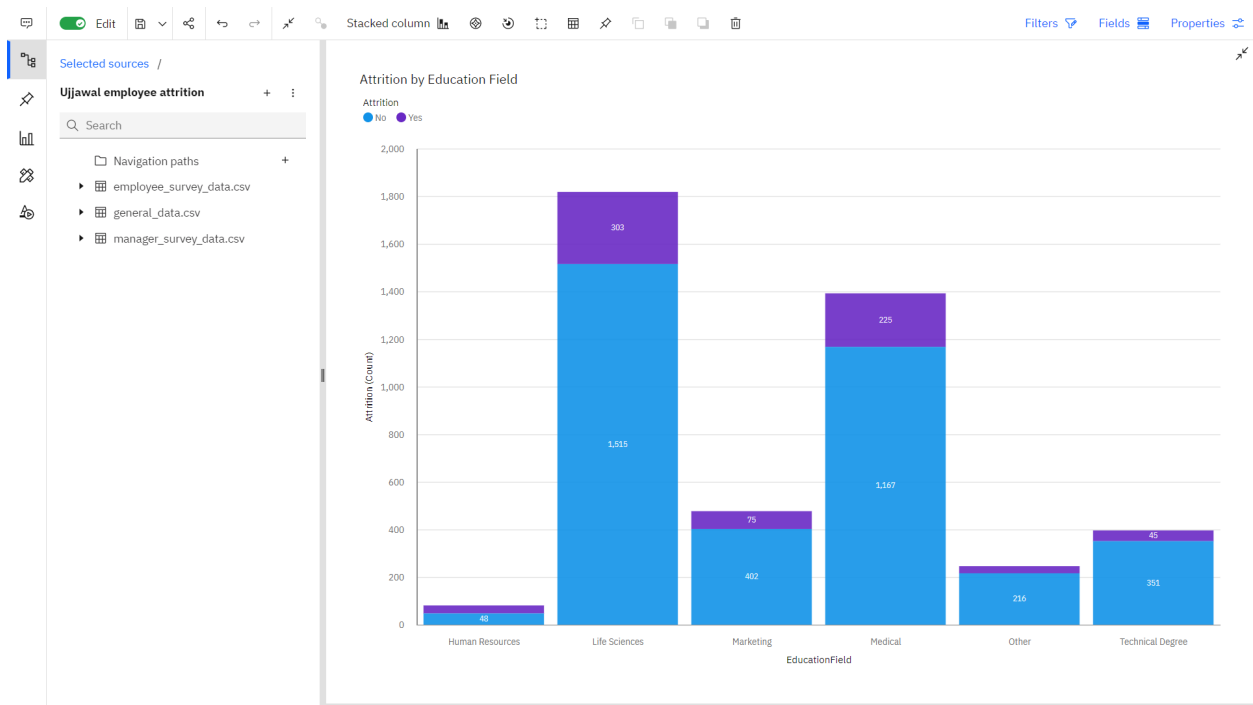 Edit
Stacked column
Filters
Fields
Properties
Selected sources /
Ujjawal employee attrition
Search
Navigation paths
employee_survey_data.csv
general_data.csv
manager_survey_data.csv
Attrition by Education Field
Attrition
No Yes
2,000
1,800
1,600
1,400
1,200
1,000
800
600
400
200
0
Attrition (Count)
48
303
1,515
75
402
225
1,167
216
45
351
Human Resources
Life Sciences
Marketing
Medical
Other
Technical Degree
EducationField